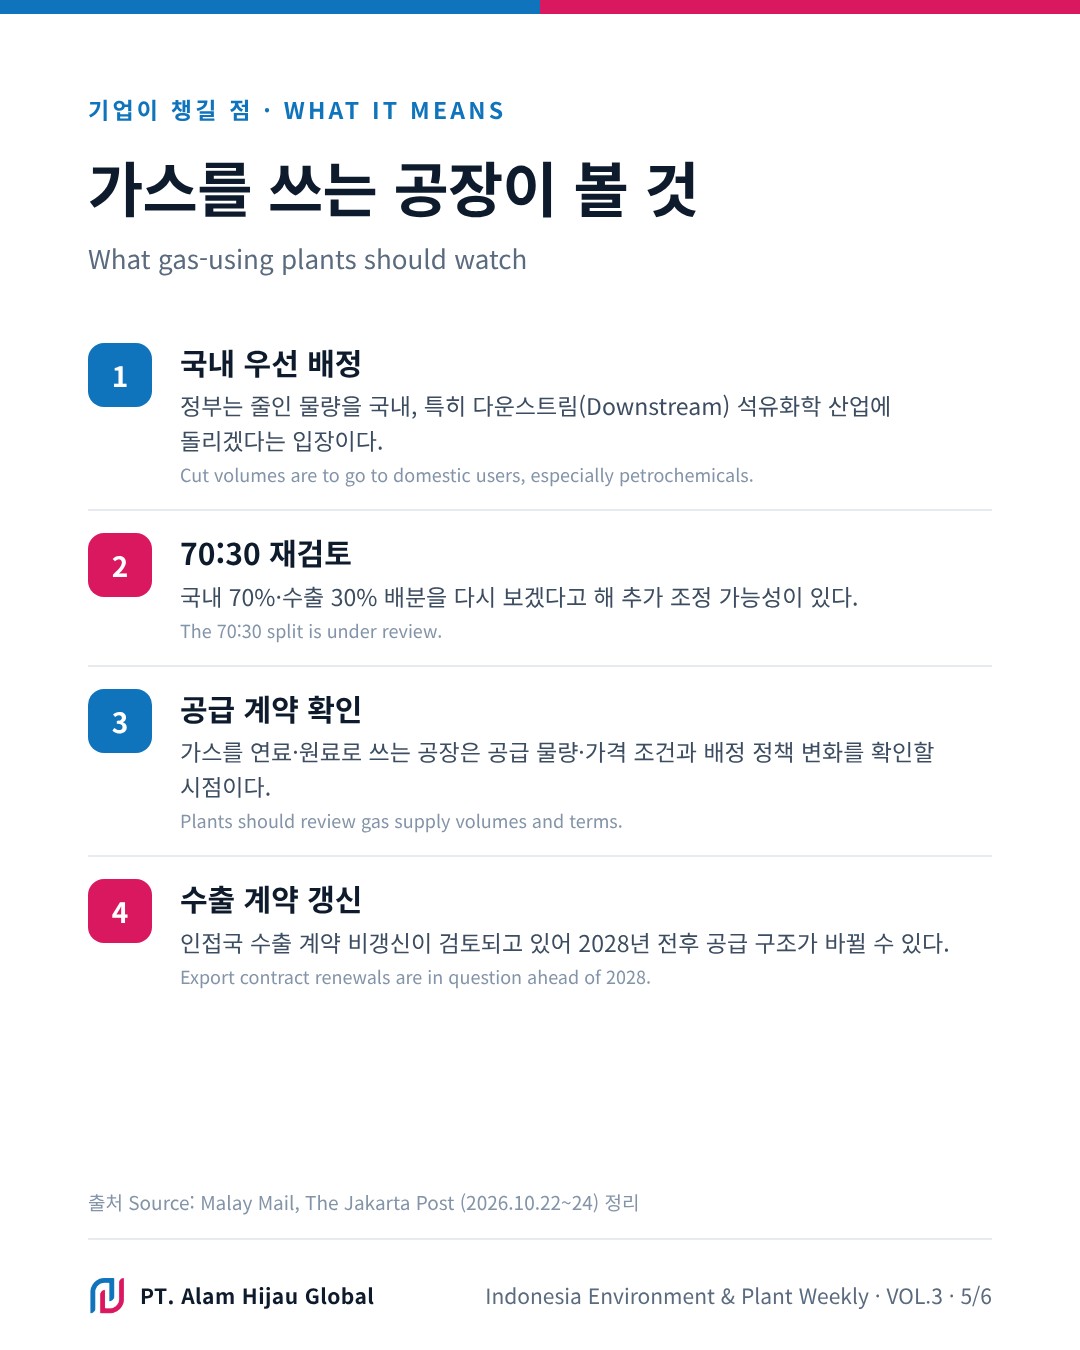 기업이 챙길 점 · WHAT IT MEANS
가스를 쓰는 공장이 볼 것
What gas-using plants should watch
1
국내 우선 배정
정부는 줄인 물량을 국내, 특히 다운스트림(Downstream) 석유화학 산업에
돌리겠다는 입장이다.
Cut volumes are to go to domestic users, especially petrochemicals.
2
70:30 재검토
국내 70%·수출 30% 배분을 다시 보겠다고 해 추가 조정 가능성이 있다.
The 70:30 split is under review.
3
공급 계약 확인
가스를 연료·원료로 쓰는 공장은 공급 물량·가격 조건과 배정 정책 변화를 확인할
시점이다.
Plants should review gas supply volumes and terms.
4
수출 계약 갱신
인접국 수출 계약 비갱신이 검토되고 있어 2028년 전후 공급 구조가 바뀔 수 있다.
Export contract renewals are in question ahead of 2028.
출처 Source: Malay Mail, The Jakarta Post (2026.10.22~24) 정리
PT. Alam Hijau Global
Indonesia Environment & Plant Weekly · VOL.3 · 5/6